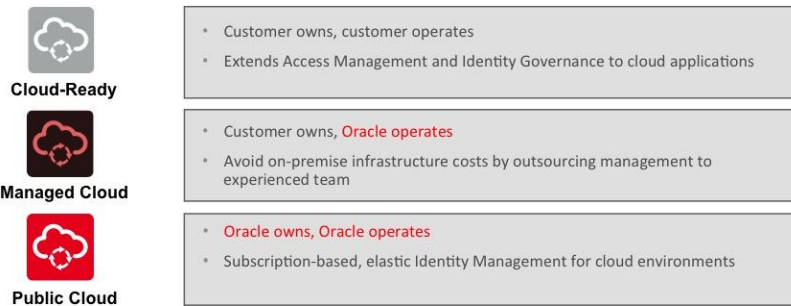 Cloud-Ready
• Customer owns, customer operates
• Extends Access Management and Identity Governance to cloud applications
Managed Cloud
• Customer owns, Oracle operates
• Avoid on-premise infrastructure costs by outsourcing management to
experienced team
Public Cloud
• Oracle owns, Oracle operates
• Subscription-based, elastic Identity Management for cloud environments